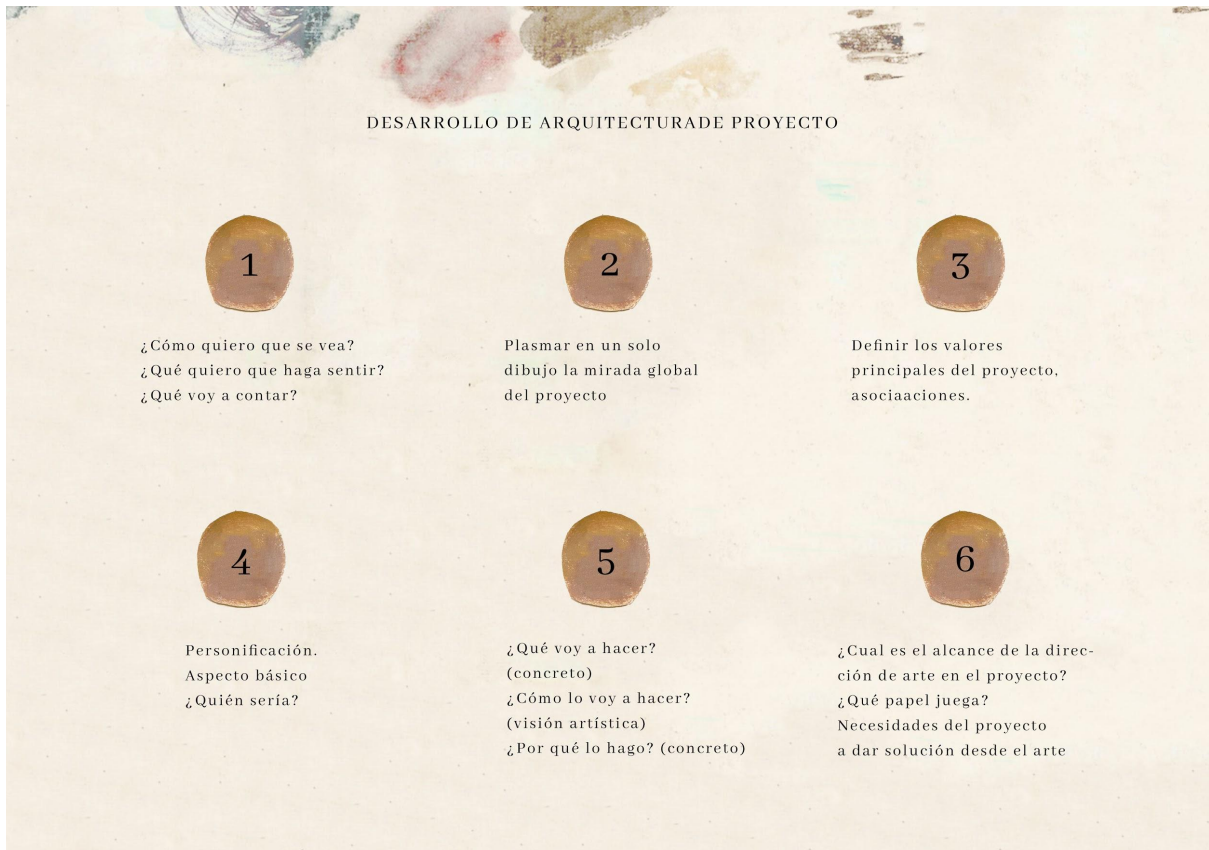 DESARROLLO DE ARQUITECTURADE PROYECTO
1
¿Cómo quiero que se vea?
¿Qué quiero que haga sentir?
¿Qué voy a contar?
2
Plasmar en un solo
dibujo la mirada global
del proyecto
3
Definir los valores
principales del proyecto,
asociaaciones.
4
Personificación.
Aspecto básico
¿Quién sería?
5
¿Qué voy a hacer?
(concreto)
¿Cómo lo voy a hacer?
(visión artística)
¿Por qué lo hago? (concreto)
6
¿Cual es el alcance de la direc-
ción de arte en el proyecto?
¿Qué papel juega?
Necesidades del proyecto
a dar solución desde el arte